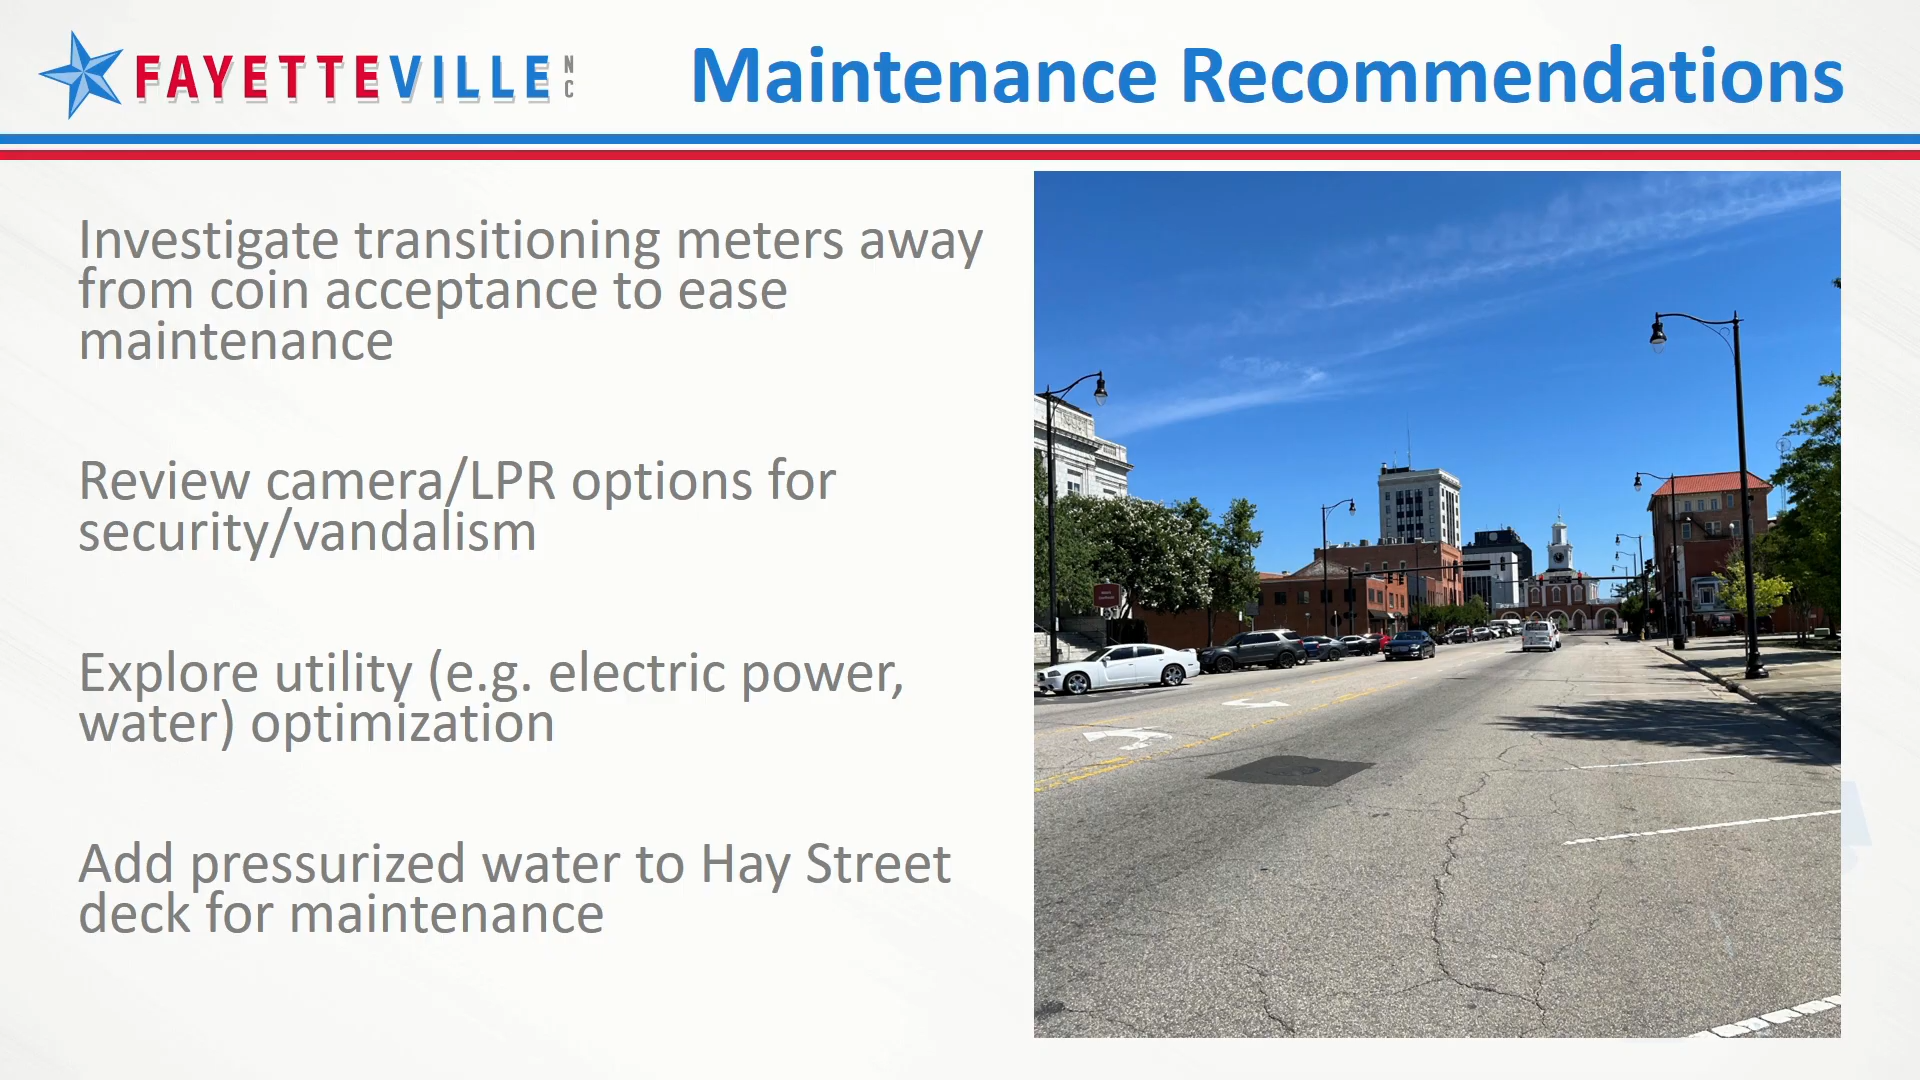 FAYETTEVILLE NC
Maintenance Recommendations
Investigate transitioning meters away
from coin acceptance to ease
maintenance
Review camera/LPR options for
security/vandalism
Explore utility (e.g. electric power,
water) optimization
Add pressurized water to Hay Street
deck for maintenance